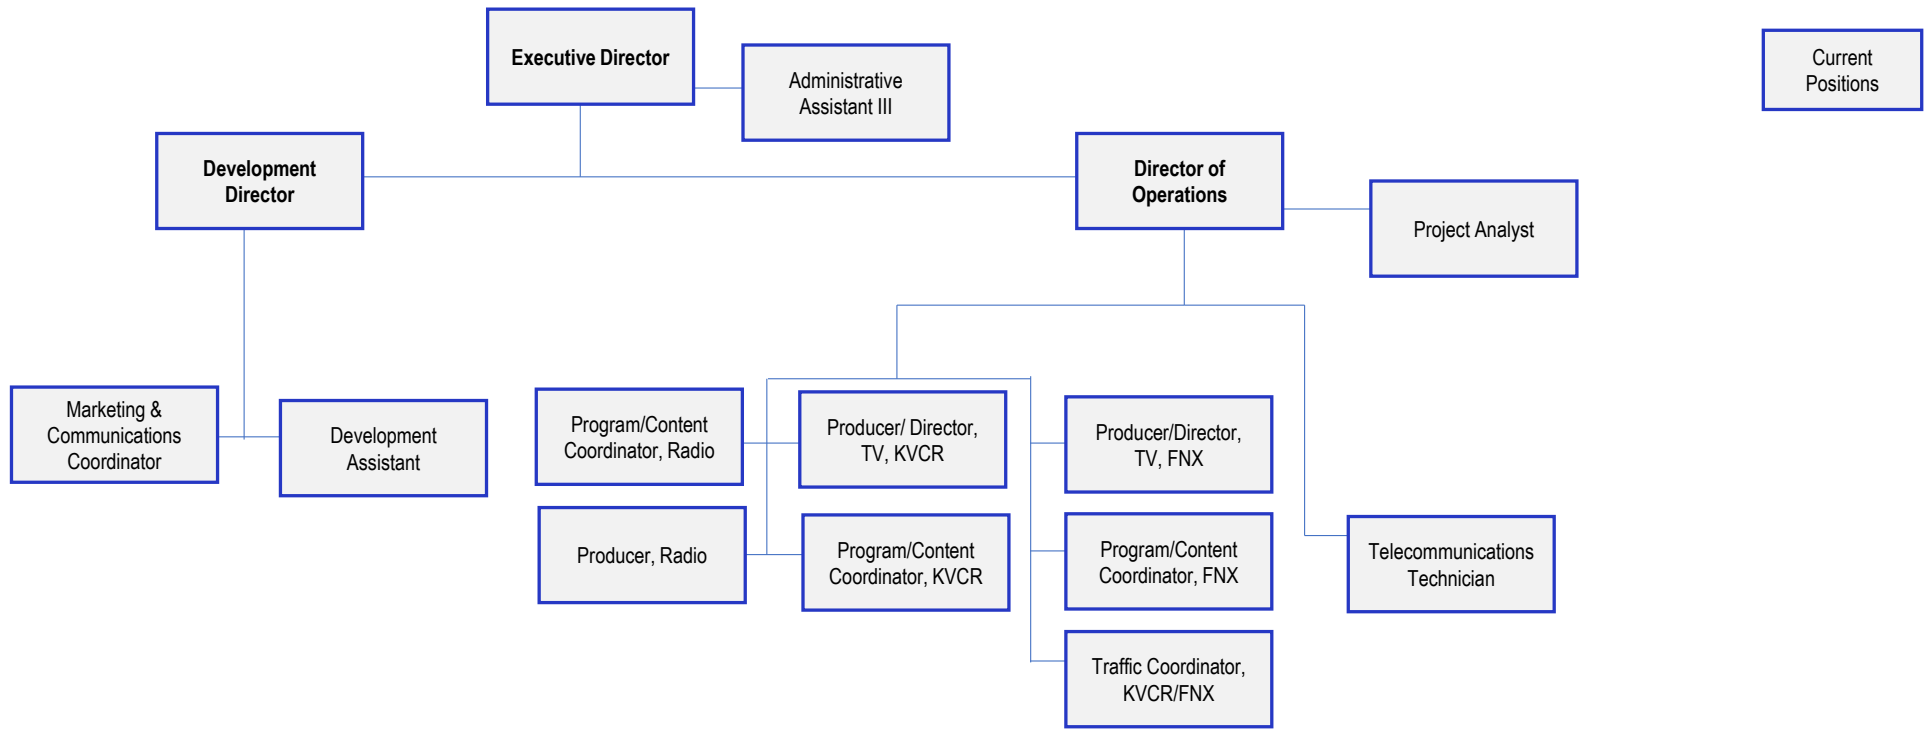 Executive Director
Administrative
Assistant III
Current
Positions
Development
Director
Director of
Operations
Project Analyst
Marketing &
Communications
Coordinator
Development
Assistant
Program/Content
Coordinator, Radio
Producer/ Director,
TV, KVCR
Producer/Director,
TV, FNX
Producer, Radio
Program/Content
Coordinator, KVCR
Program/Content
Coordinator, FNX
Telecommunications
Technician
Traffic Coordinator,
KVCR/FNX